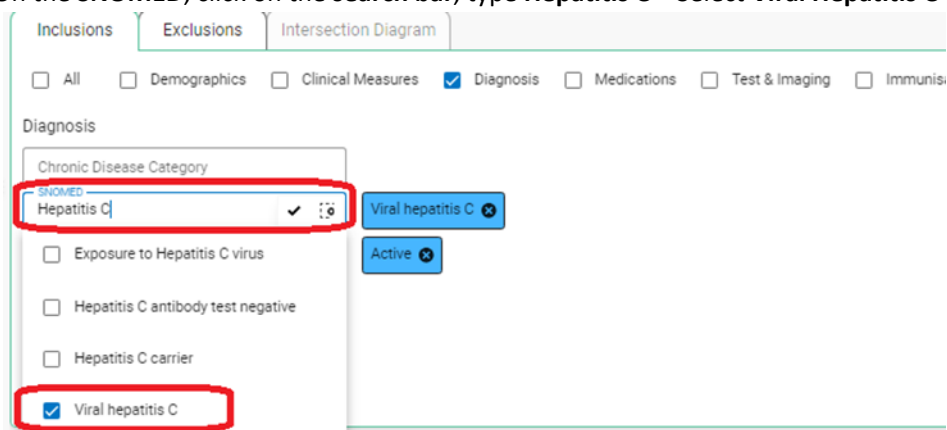 Inclusions Exclusions Intersection Diagram
All Demographics Clinical Measures Diagnosis Medications Test & Imaging
Diagnosis
Chronic Disease Category
SNOMED
Hepatitis C Viral hepatitis C
Exposure to Hepatitis C virus Active
Hepatitis C antibody test negative
Hepatitis C carrier
Viral hepatitis C